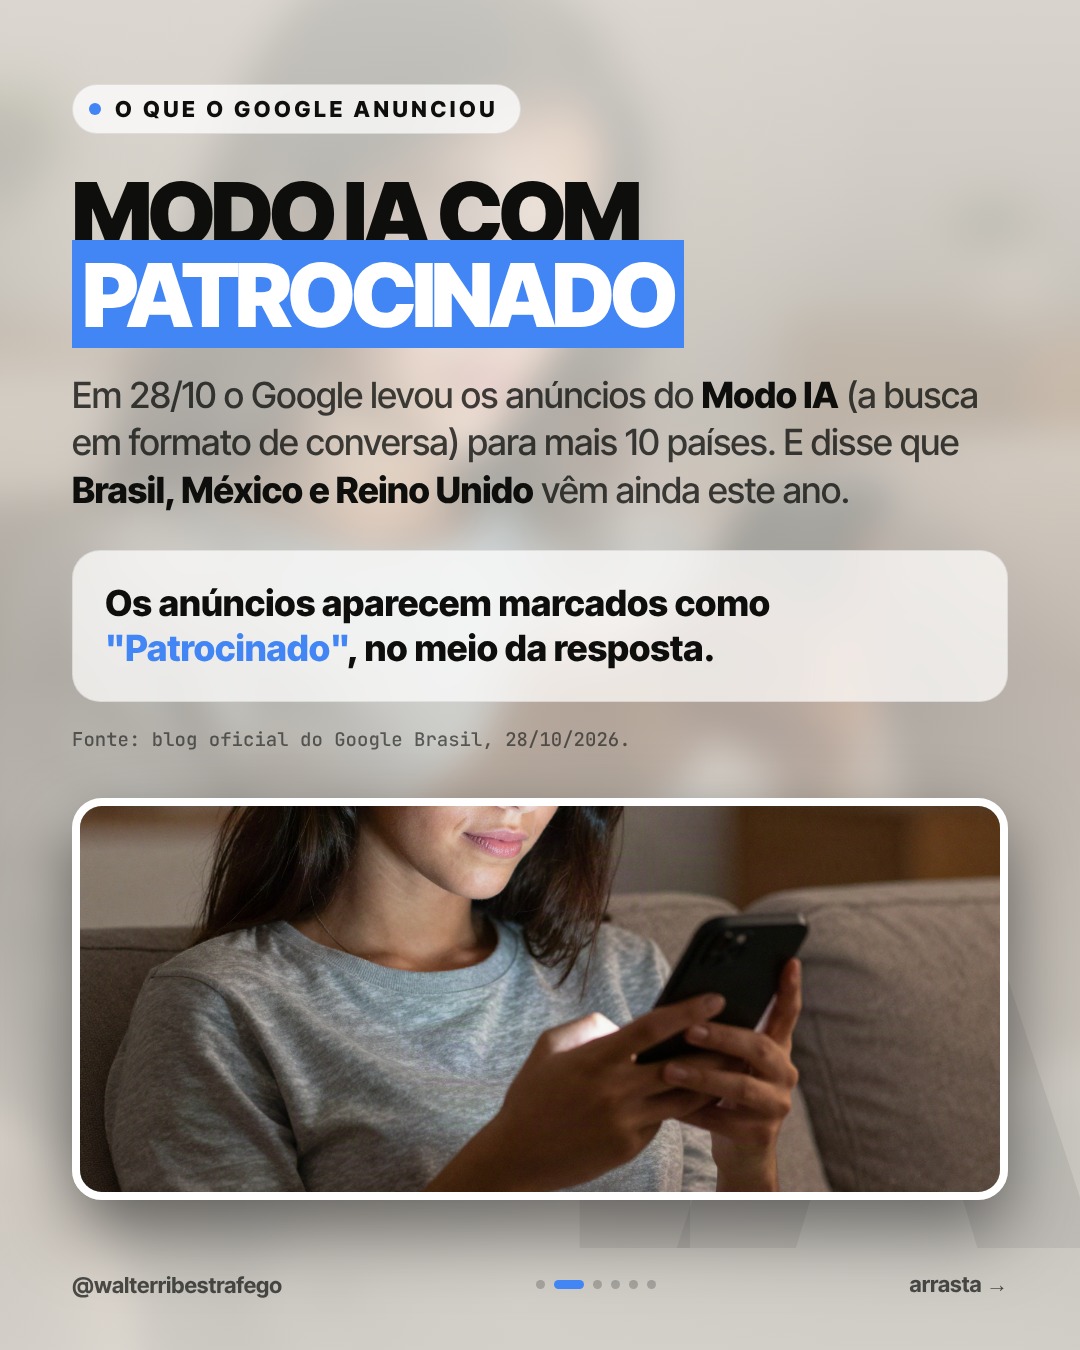 O QUE O GOOGLE ANUNCIOU
MODO IA COM
PATROCINADO
Em 28/10 o Google levou os anúncios do Modo IA (a busca
em formato de conversa) para mais 10 países. E disse que
Brasil, México e Reino Unido vêm ainda este ano.
Os anúncios aparecem marcados como
"Patrocinado", no meio da resposta.
Fonte: blog oficial do Google Brasil, 28/10/2026.
@walterribestrafego
arrasta →